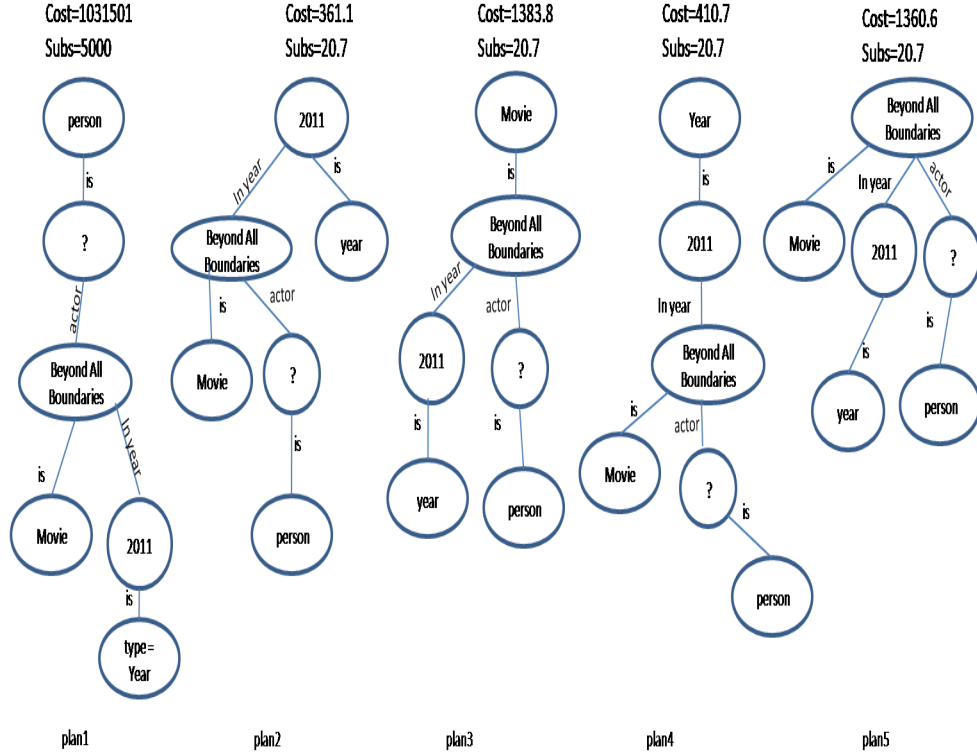 Cost=1031501
Subs=5000
person
is
?
actor
Beyond All
Boundaries
is
In year
Movie
2011
is
type=
Year
plan1
Cost=361.1
Subs=20.7
2011
In year
is
Beyond All
Boundaries
year
is
actor
Movie
?
is
person
plan2
Cost=1383.8
Subs=20.7
Movie
is
Beyond All
Boundaries
In year
actor
2011
?
is
is
year
person
plan3
Cost=410.7
Subs=20.7
Year
is
2011
In year
Beyond All
Boundaries
is
actor
Movie
?
is
person
plan4
Cost=1360.6
Subs=20.7
Beyond All
Boundaries
is
In year
actor
Movie
2011
?
is
is
year
person
plan5